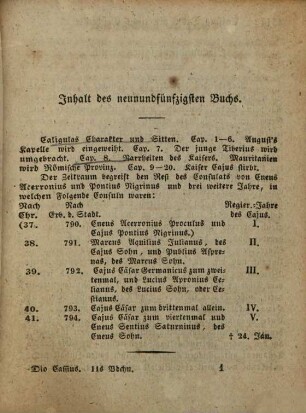 Inhalt des neunundfünfzigsten Buchs.
Caligulas Charakter und Sitten. Cap. 1—6. August's
Kapelle wird eingeweiht. Cap. 7. Der junge Tiberius wird
umgebracht. Cap. 8. Narrheiten des Kaisers. Mauritanien
wird Römische Provinz. Cap. 9—20. Kaiser Cajus stirbt.
Der Zeitraum begreift den Rest des Consulats von Cneus
Acerronius und Pontius Nigrinus und drei weitere Jahre, in
welchen Folgende Consuln waren:
Nach Nach Regier.-Jahre
Chr. Erb. d. Stadt. des Cajus.
(37. 790. Cneus Acerronius Proculus und I.
Cajus Pontius Nigrinus.)
38. 791. Marcus Aquilius Julianus, des II.
Cajus Sohn, und Publius Aspre-
nas, des Marcus Sohn.
39. 792. Cajus Cäsar Germanicus zum zwei- III.
tenmal, und Lucius Apronius Ce-
stianus, des Lucius Sohn, oder Ce-
stianus.
40. 793. Cajus Cäsar zum drittenmal allein. IV.
41. 794. Cajus Cäsar zum viertenmal und V.
Cneus Sentius Saturninus, des
Cneus Sohn. † 24. Jän.
Dio Cassius. 11s Bdchn. 1